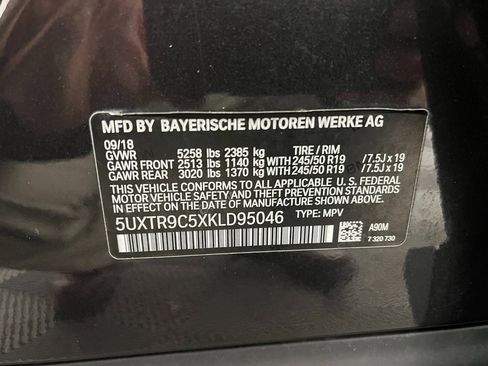 MFD BY BAYERISCHE MOTOREN WERKE AG
09/18
GVWR 5258 lbs 2385 kg TIRE / RIM
GAWR FRONT 2513 lbs 1140 kg WITH 245/50 R19 /7.5J x 19
GAWR REAR 3020 lbs 1370 kg WITH 245/50 R19 /7.5J x 19
THIS VEHICLE CONFORMS TO ALL APPLICABLE U.S. FEDERAL
MOTOR VEHICLE SAFETY AND THEFT PREVENTION STANDARDS
IN EFFECT ON THE DATE OF MANUFACTURE SHOWN ABOVE.
5UXTR9C5XKLD95046 TYPE: MPV
A90M
7 320 730